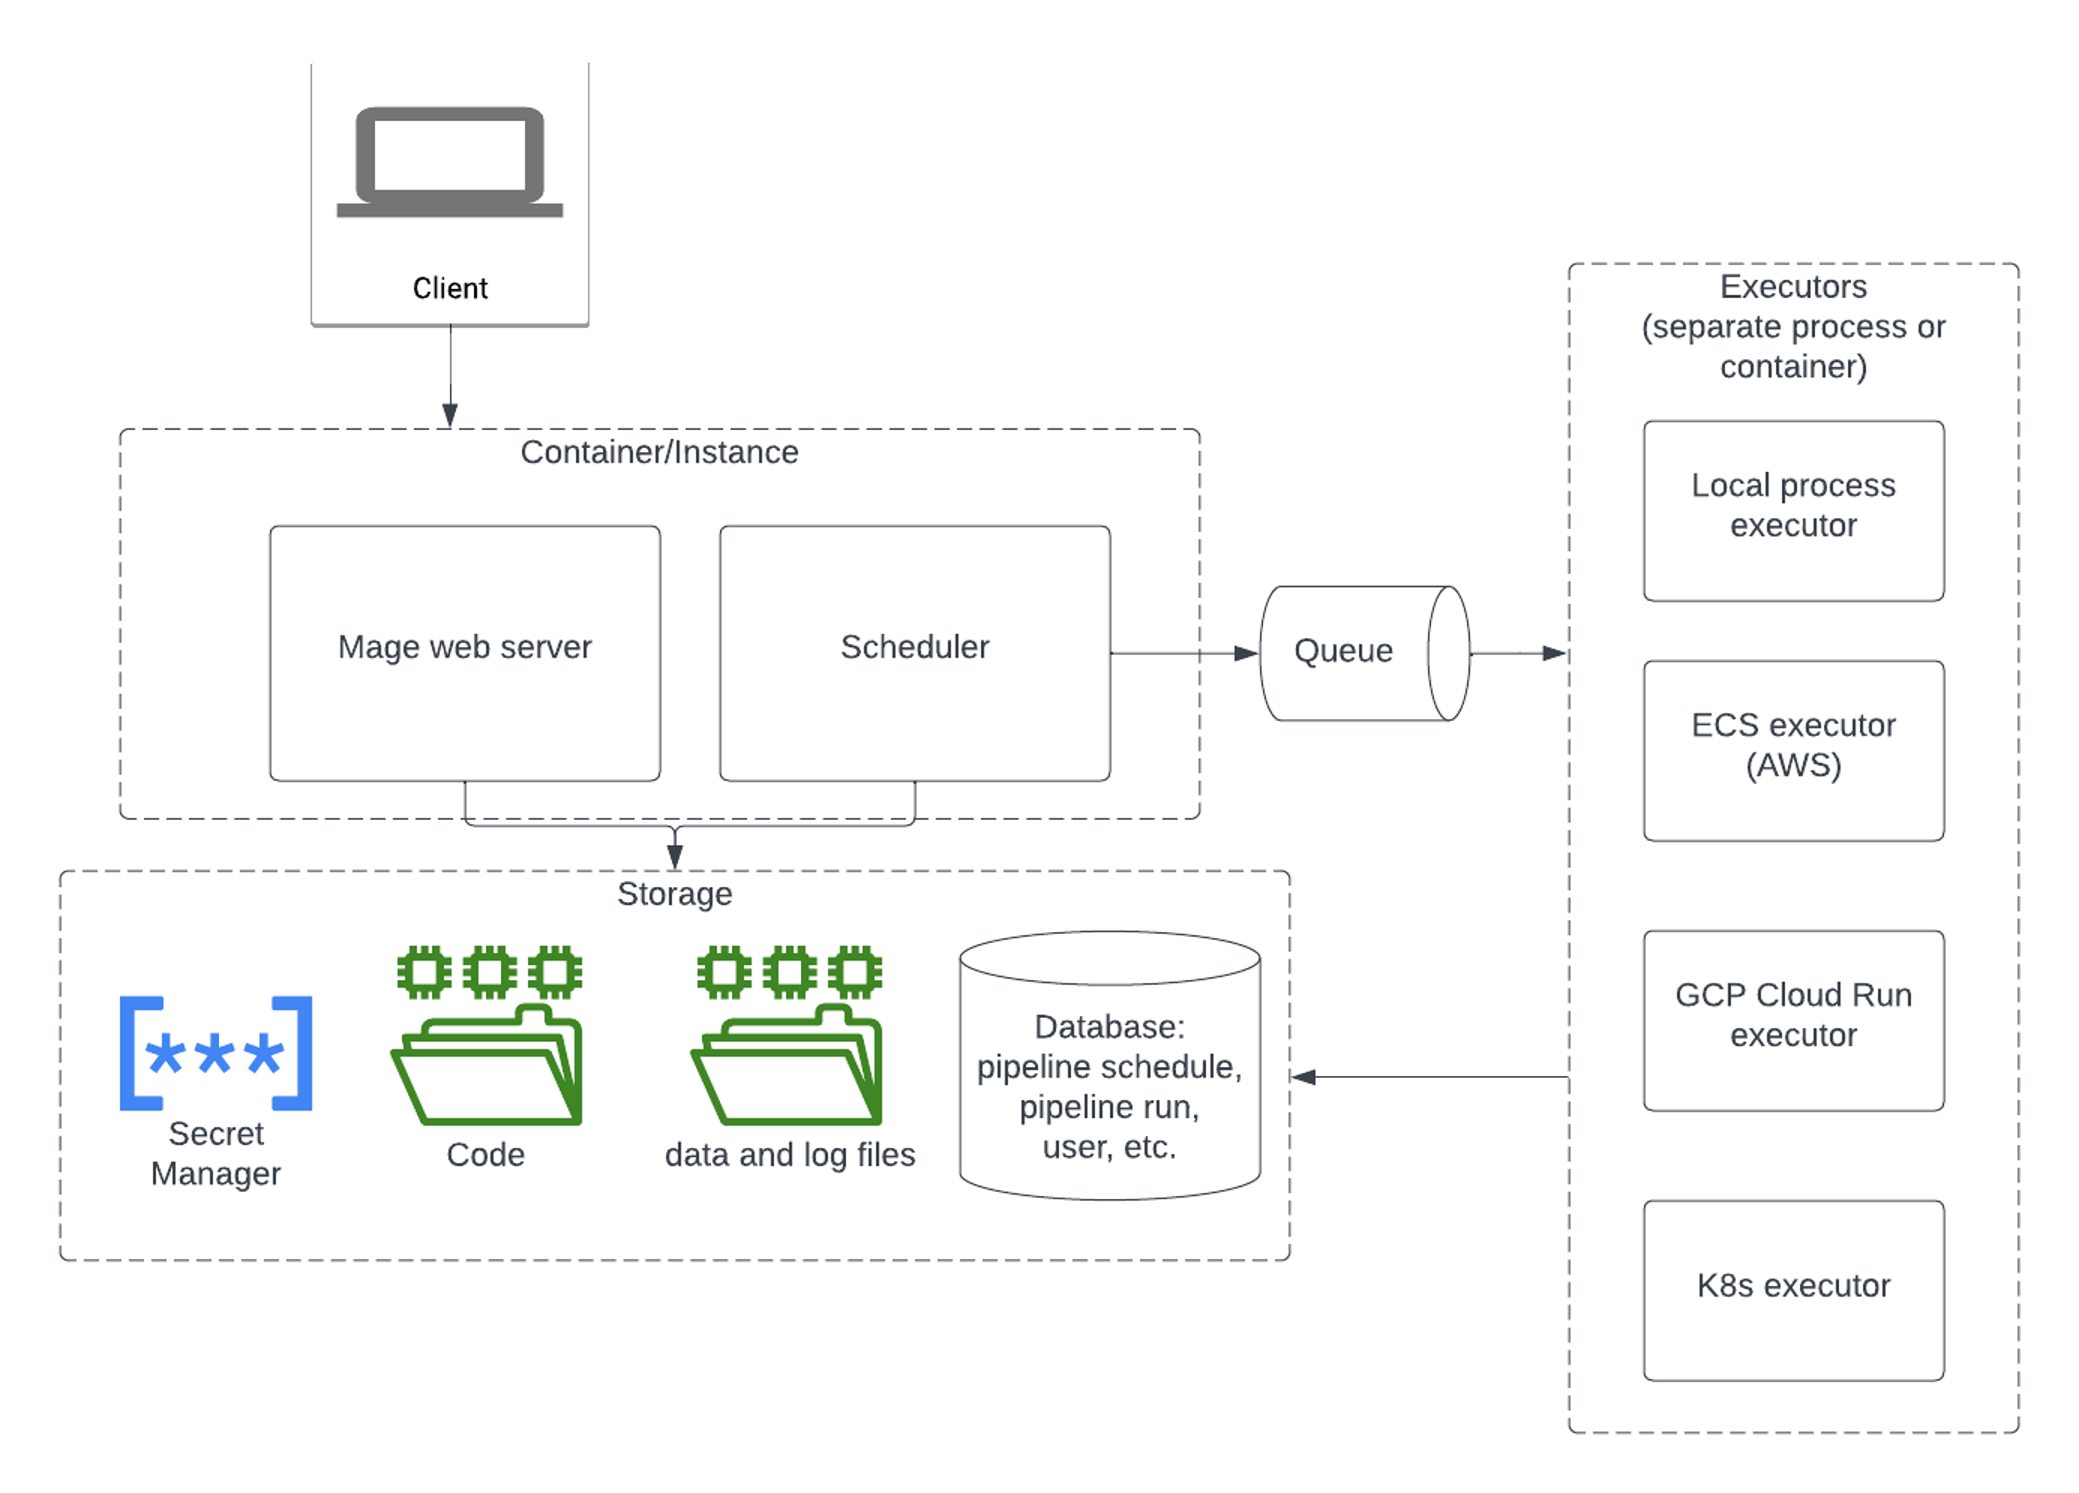 Client
Container/Instance
Mage web server
Scheduler
Queue
Executors
(separate process or
container)
Local process
executor
ECS executor
(AWS)
GCP Cloud Run
executor
K8s executor
Storage
[***]
Secret
Manager
Code
data and log files
Database:
pipeline schedule,
pipeline run,
user, etc.